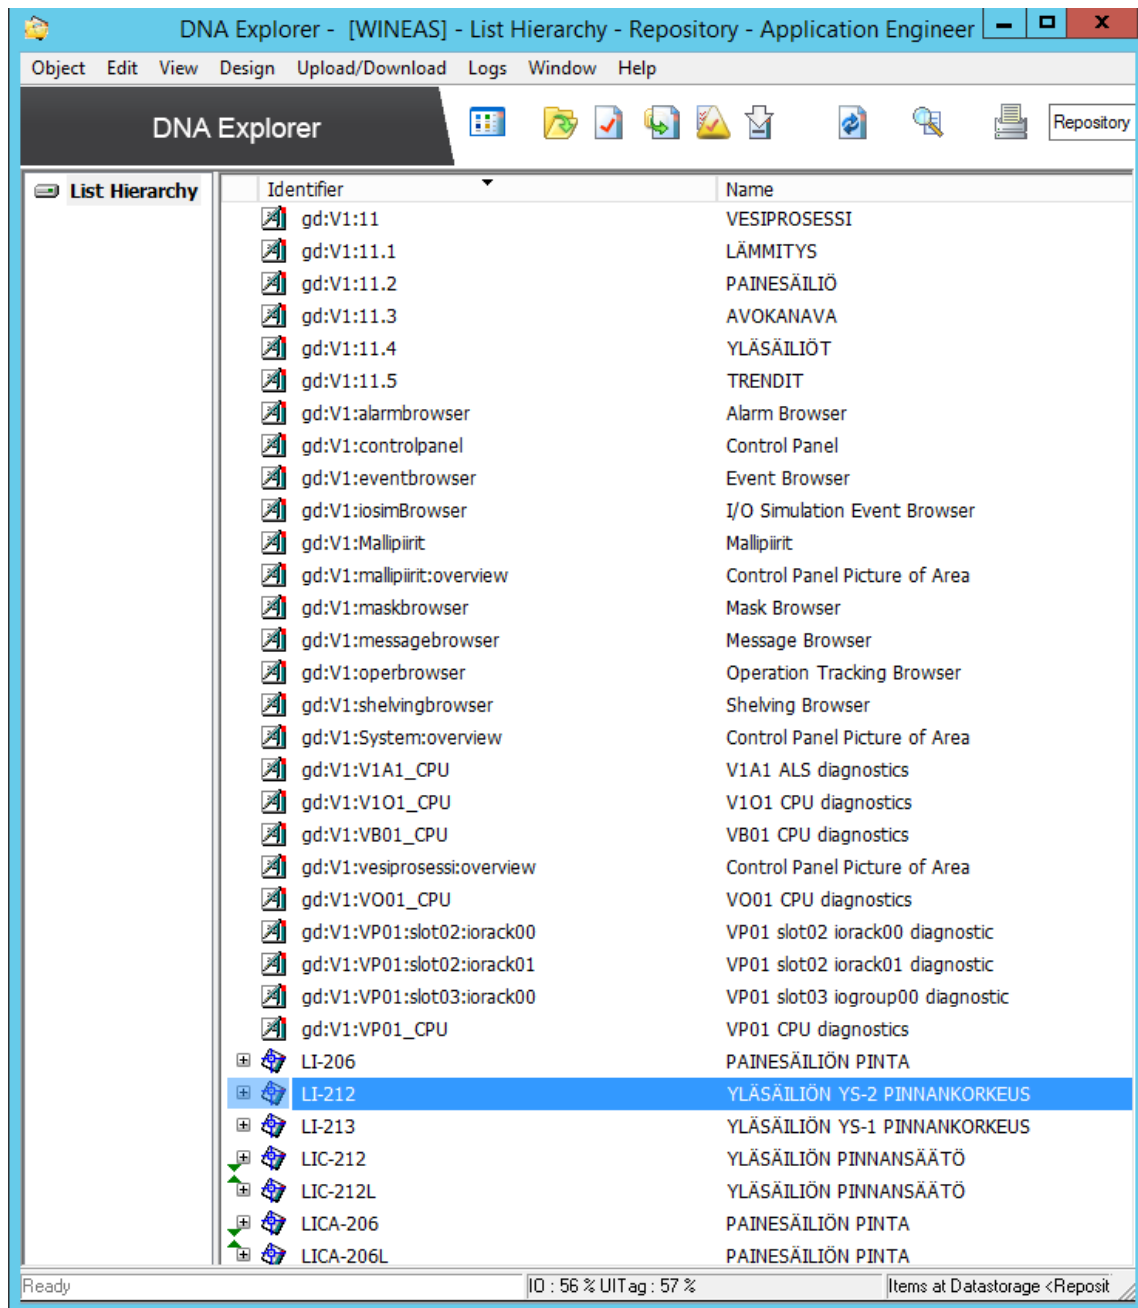 DNA Explorer - [WINEAS] - List Hierarchy - Repository - Application Engineer
Object Edit View Design Upload/Download Logs Window Help
DNA Explorer
Repository
List Hierarchy
Identifier Name
gd:V1:11 VESIPROSESSI
gd:V1:11.1 LÄMMITYS
gd:V1:11.2 PAINESÄILIÖ
gd:V1:11.3 AVOKANAVA
gd:V1:11.4 YLÄSÄILIÖT
gd:V1:11.5 TRENDIT
gd:V1:alarmbrowser Alarm Browser
gd:V1:controlpanel Control Panel
gd:V1:eventbrowser Event Browser
gd:V1:iosimBrowser I/O Simulation Event Browser
gd:V1:Mallipiirit Mallipiirit
gd:V1:mallipiirit:overview Control Panel Picture of Area
gd:V1:maskbrowser Mask Browser
gd:V1:messagebrowser Message Browser
gd:V1:operbrowser Operation Tracking Browser
gd:V1:shelvingbrowser Shelving Browser
gd:V1:System:overview Control Panel Picture of Area
gd:V1:V1A1_CPU V1A1 ALS diagnostics
gd:V1:V1O1_CPU V1O1 CPU diagnostics
gd:V1:VB01_CPU VB01 CPU diagnostics
gd:V1:vesiprosessi:overview Control Panel Picture of Area
gd:V1:VO01_CPU VO01 CPU diagnostics
gd:V1:VP01:slot02:iorack00 VP01 slot02 iorack00 diagnostic
gd:V1:VP01:slot02:iorack01 VP01 slot02 iorack01 diagnostic
gd:V1:VP01:slot03:iorack00 VP01 slot03 iogroup00 diagnostic
gd:V1:VP01_CPU VP01 CPU diagnostics
LI-206 PAINESÄILIÖN PINTA
LI-212 YLÄSÄILIÖN YS-2 PINNANKORKEUS
LI-213 YLÄSÄILIÖN YS-1 PINNANKORKEUS
LIC-212 YLÄSÄILIÖN PINNANSÄÄTÖ
LIC-212L YLÄSÄILIÖN PINNANSÄÄTÖ
LICA-206 PAINESÄILIÖN PINTA
LICA-206L PAINESÄILIÖN PINTA
Ready IO : 56 % UITag : 57 % Items at Datastorage <Reposit